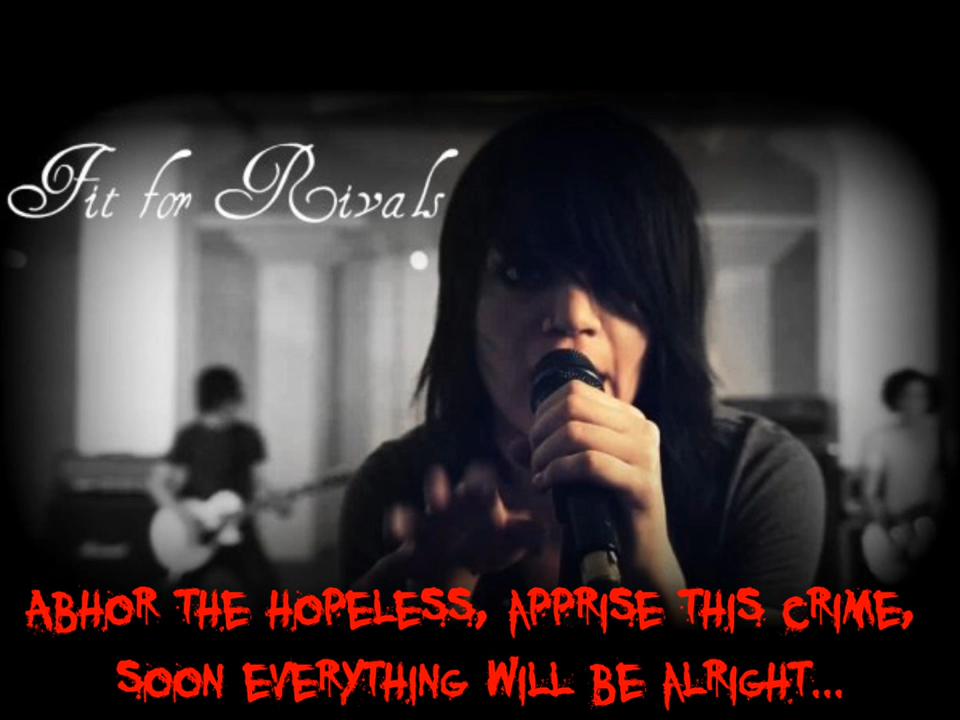 Fit for Rivals
ABHOR THE HOPELESS, APPRISE THIS CRIME,
SOON EVERYTHING WILL BE ALRIGHT...